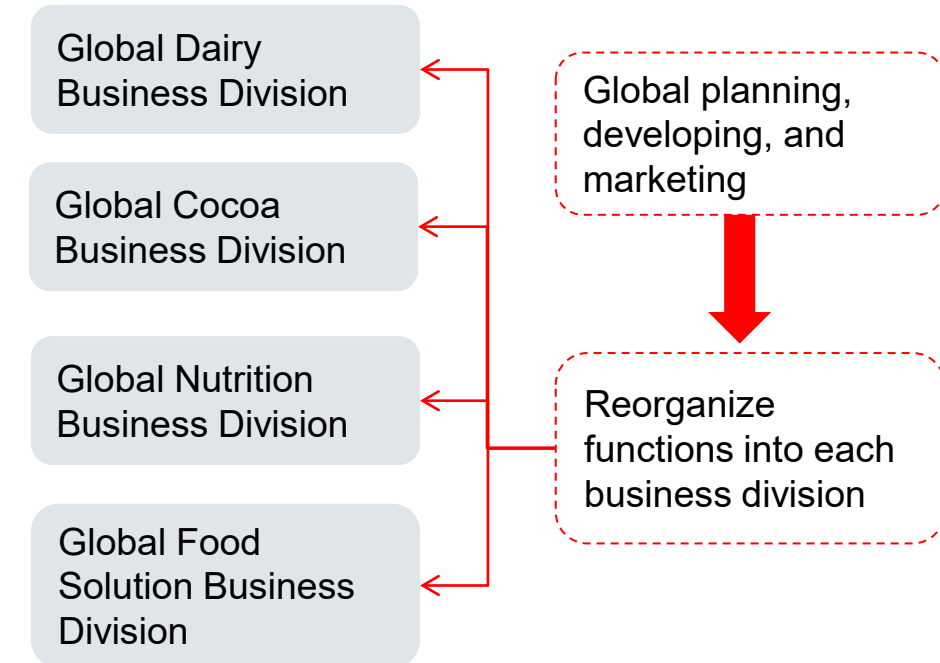 Global Dairy
Business Division
Global Cocoa
Business Division
Global Nutrition
Business Division
Global Food
Solution Business
Division
Global planning,
developing, and
marketing
Reorganize
functions into each
business division